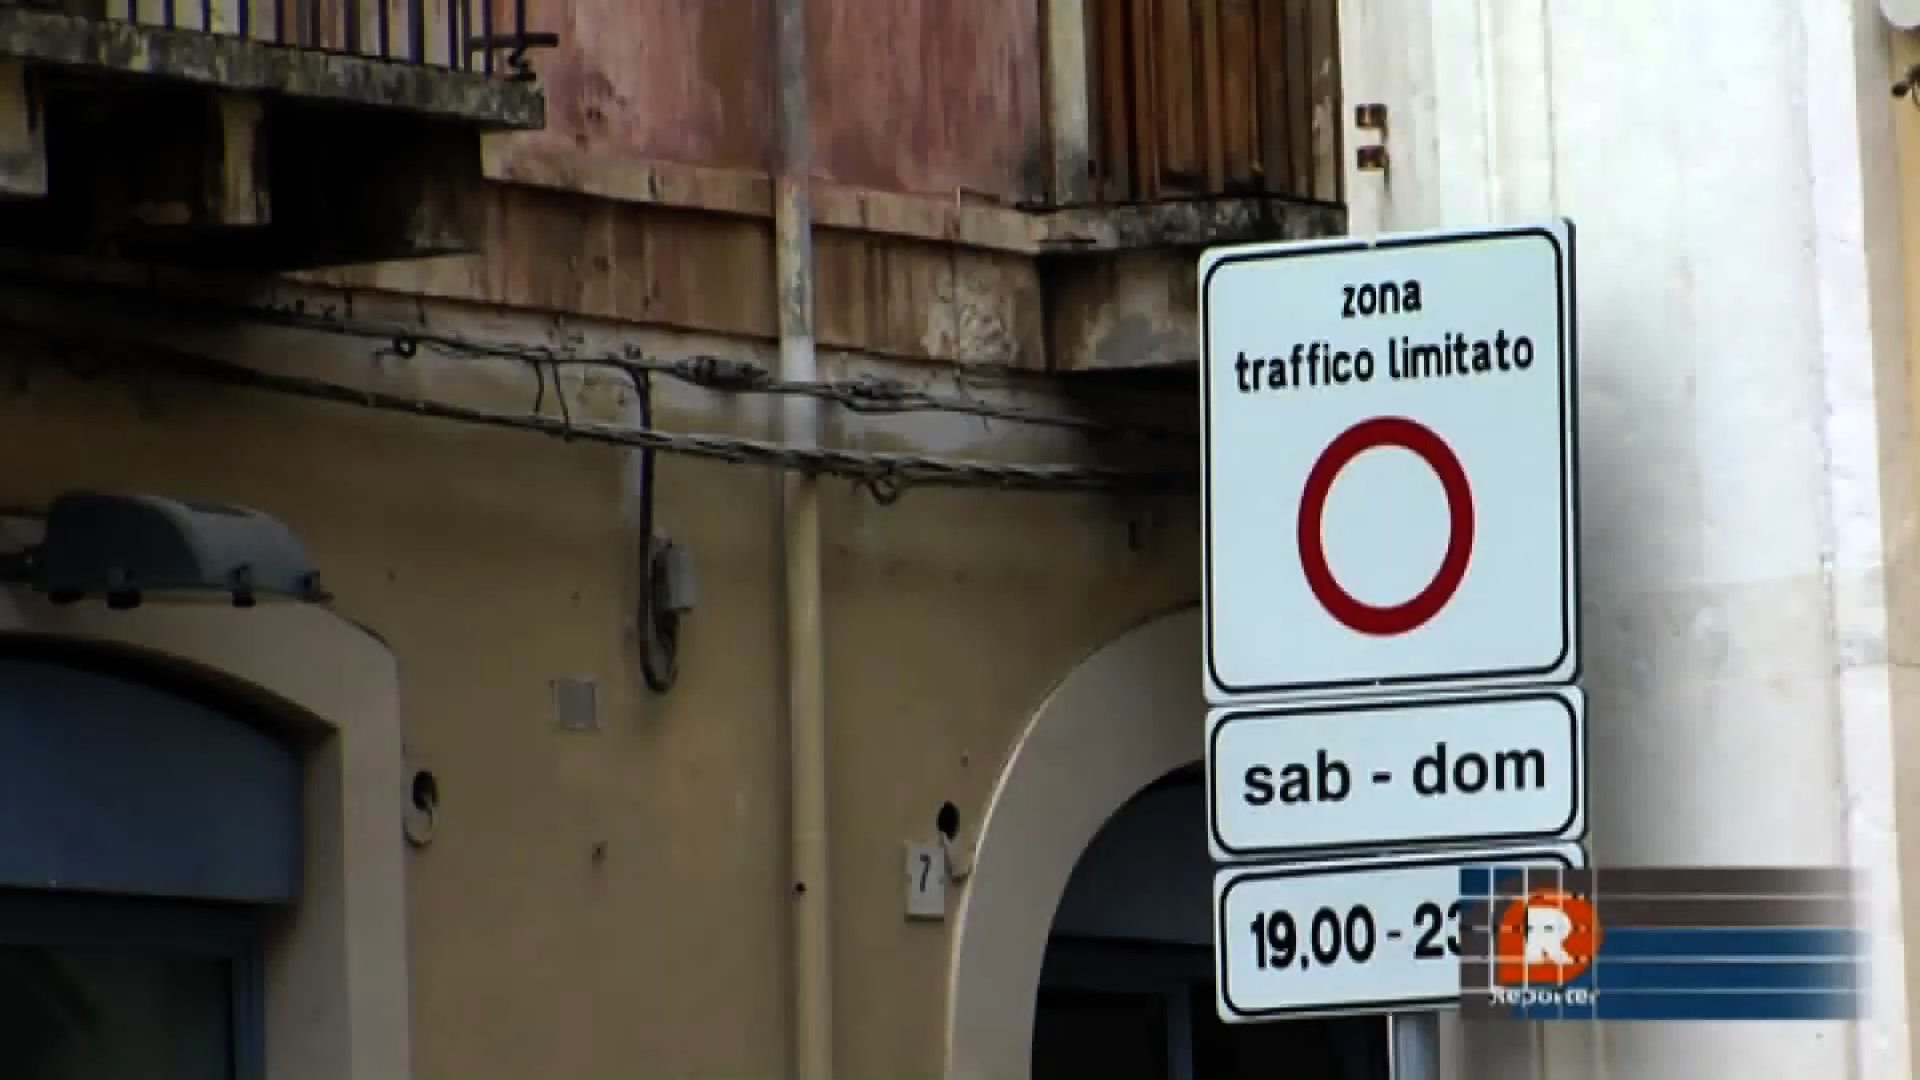 zona
traffico limitato
sab - dom
19.00 - 23
7
R
Reporter